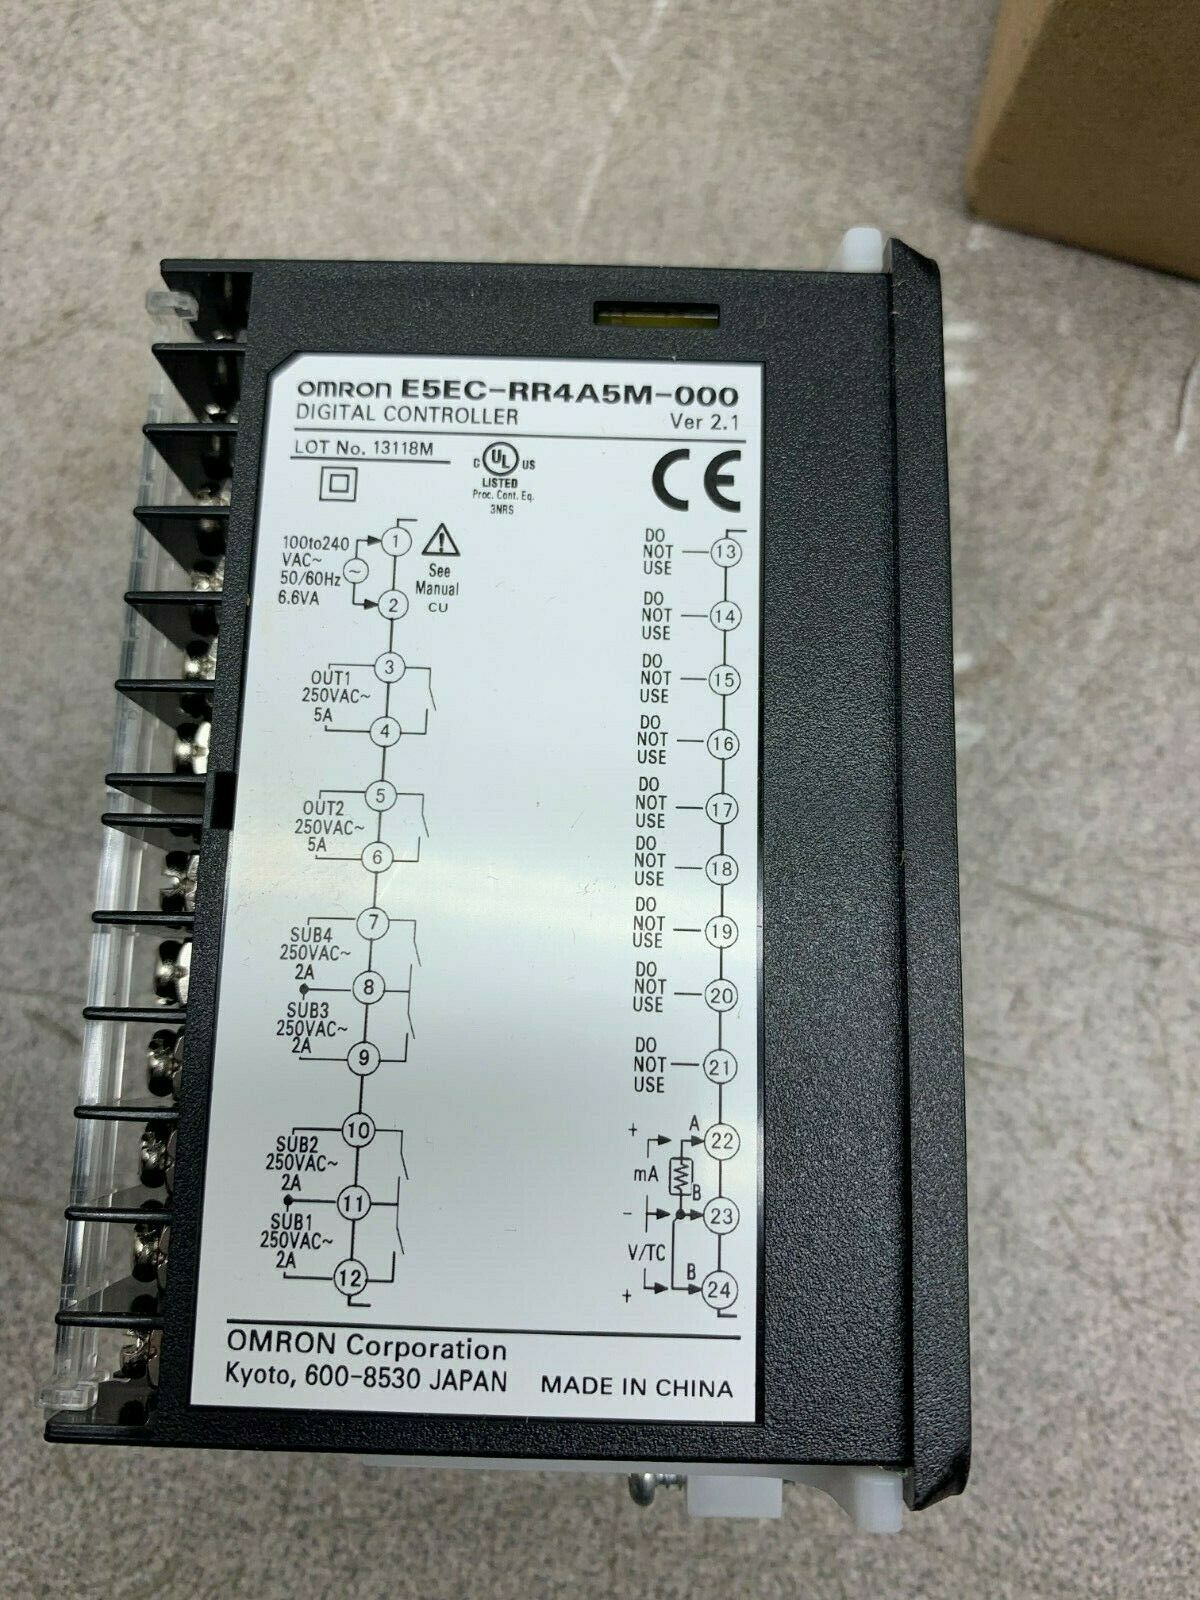 omron E5EC-RR4A5M-000
DIGITAL CONTROLLER
Ver 2.1
LOT No. 13118M
C UL US
LISTED
Proc. Cont. Eq.
3NRS
CE
100to240
VAC~
50/60Hz
6.6VA
~
1
2
See
Manual
CU
OUT1
250VAC~
5A
3
4
OUT2
250VAC~
5A
5
6
SUB4
250VAC~
2A
7
8
SUB3
250VAC~
2A
9
SUB2
250VAC~
2A
10
11
SUB1
250VAC~
2A
12
DO
NOT
USE
13
DO
NOT
USE
14
DO
NOT
USE
15
DO
NOT
USE
16
DO
NOT
USE
17
DO
NOT
USE
18
DO
NOT
USE
19
DO
NOT
USE
20
DO
NOT
USE
21
+
A
22
mA
B
-
23
V/TC
B
+
24
OMRON Corporation
Kyoto, 600-8530 JAPAN
MADE IN CHINA